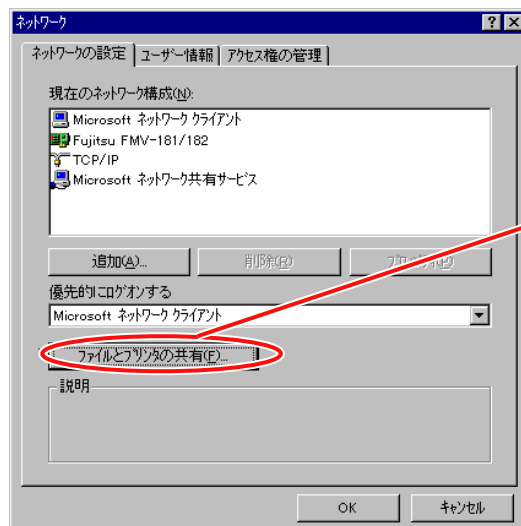 ネットワーク
ネットワークの設定 ユーザー情報 アクセス権の管理
現在のネットワーク構成(N):
Microsoft ネットワーク クライアント
Fujitsu FMV-181/182
TCP/IP
Microsoft ネットワーク共有サービス
追加(A)... 削除(R) プロパティ(P)
優先的にログオンする
Microsoft ネットワーク クライアント
ファイルとプリンタの共有(F)...
説明
OK キャンセル